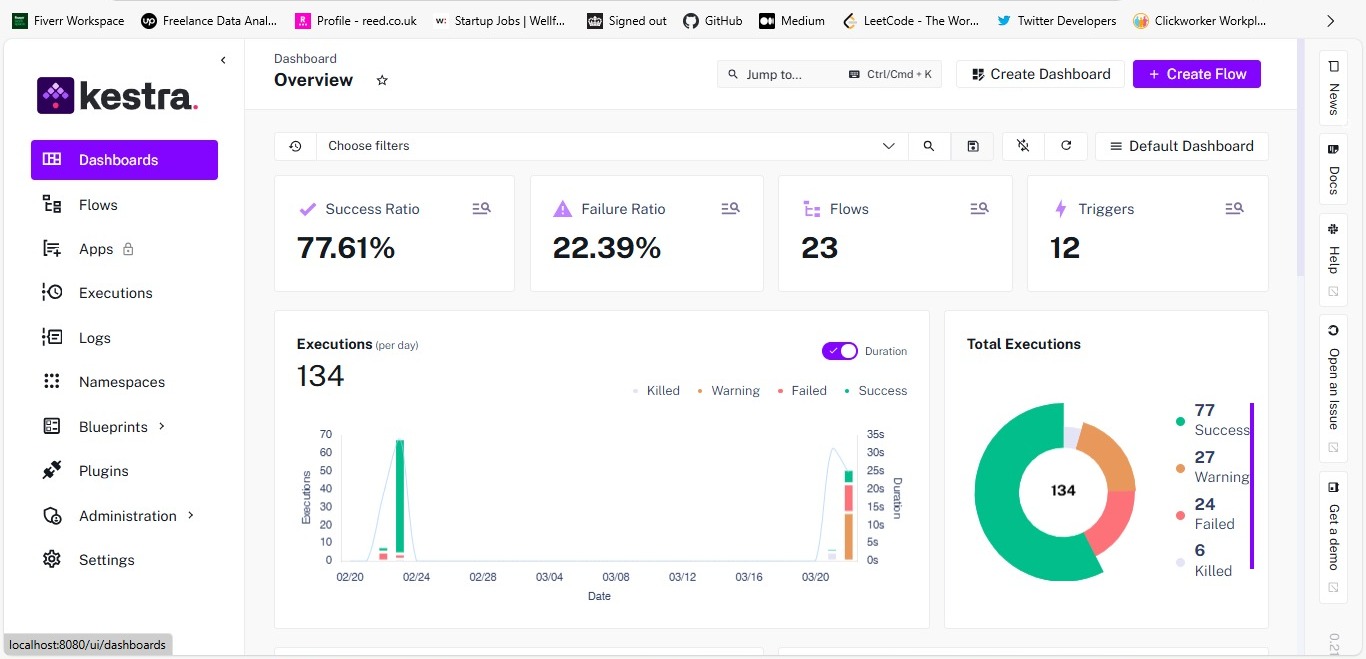 Fiverr Workspace
Freelance Data Anal...
Profile - reed.co.uk
w:
Startup Jobs | Wellf...
Signed out
GitHub
Medium
LeetCode - The Wor...
Twitter Developers
Clickworker Workpl...
kestra.
Dashboards
Flows
Apps
Executions
Logs
Namespaces
Blueprints
Plugins
Administration
Settings
localhost:8080/ui/dashboards
Dashboard
Overview
Jump to...
Ctrl/Cmd + K
Create Dashboard
+ Create Flow
Choose filters
Default Dashboard
Success Ratio
77.61%
Failure Ratio
22.39%
Flows
23
Triggers
12
Executions (per day)
134
Duration
Killed Warning Failed Success
70
60
50
40
30
20
10
0
Executions
35s
30s
25s
20s
15s
10s
5s
0s
Duration
02/20 02/24 02/28 03/04 03/08 03/12 03/16 03/20
Date
Total Executions
134
77
Success
27
Warning
24
Failed
6
Killed
News
Docs
Help
Open an Issue
Get a demo